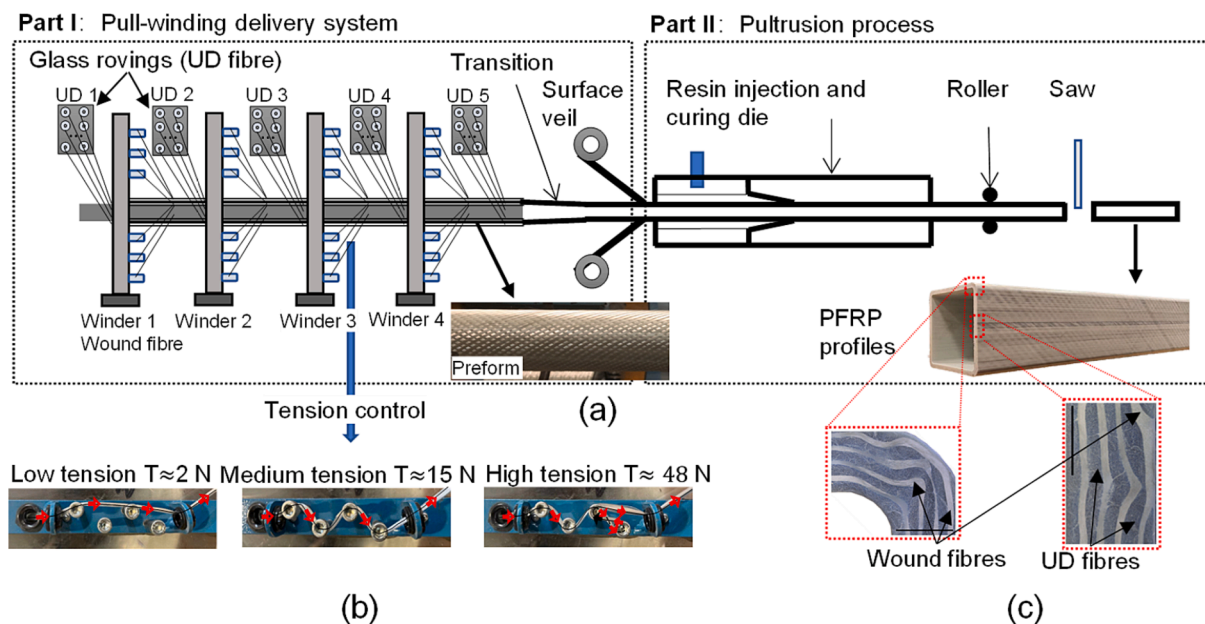 Part I: Pull-winding delivery system
Part II: Pultrusion process
Glass rovings (UD fibre)
UD 1
UD 2
UD 3
UD 4
UD 5
Transition
Surface
veil
Resin injection and
curing die
Roller
Saw
Winder 1
Wound fibre
Winder 2
Winder 3
Winder 4
Preform
PFRP
profiles
Tension control
(a)
Low tension T≈2 N
Medium tension T≈15 N
High tension T≈ 48 N
Wound fibres
UD fibres
(b)
(c)